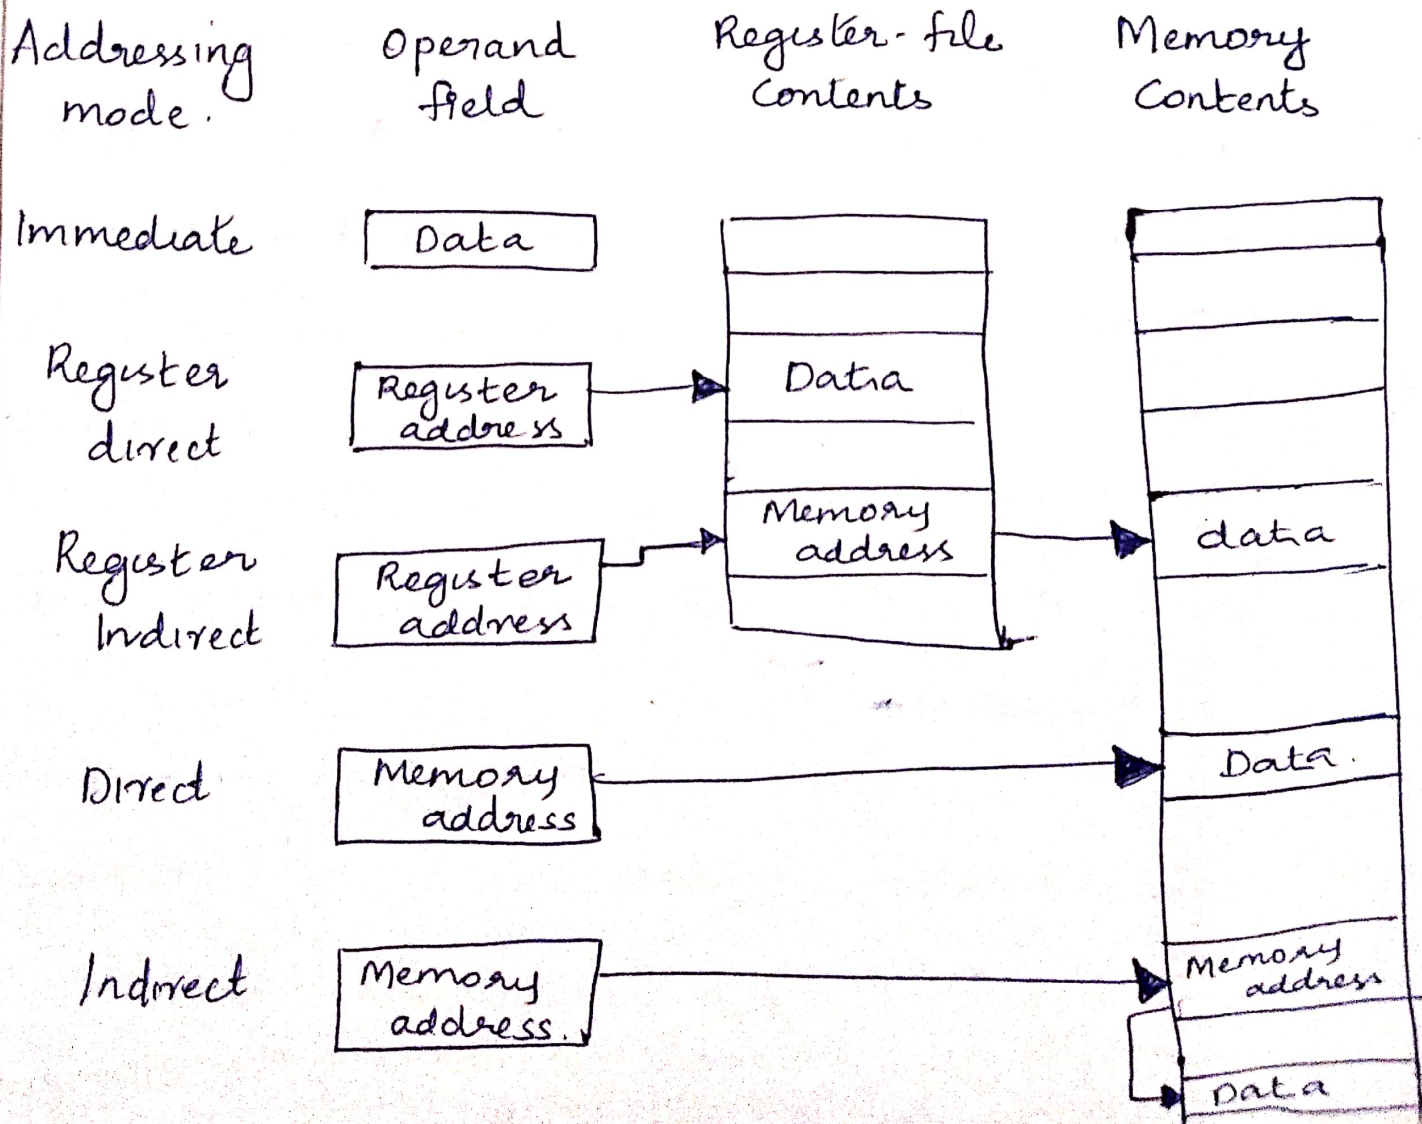 Addressing mode.
Operand field
Register-file Contents
Memory Contents
Immediate
Data
Register direct
Register address
Data
Register Indirect
Register address
Memory address
data
Direct
Memory address
Data.
Indirect
Memory address.
Memory address
Data